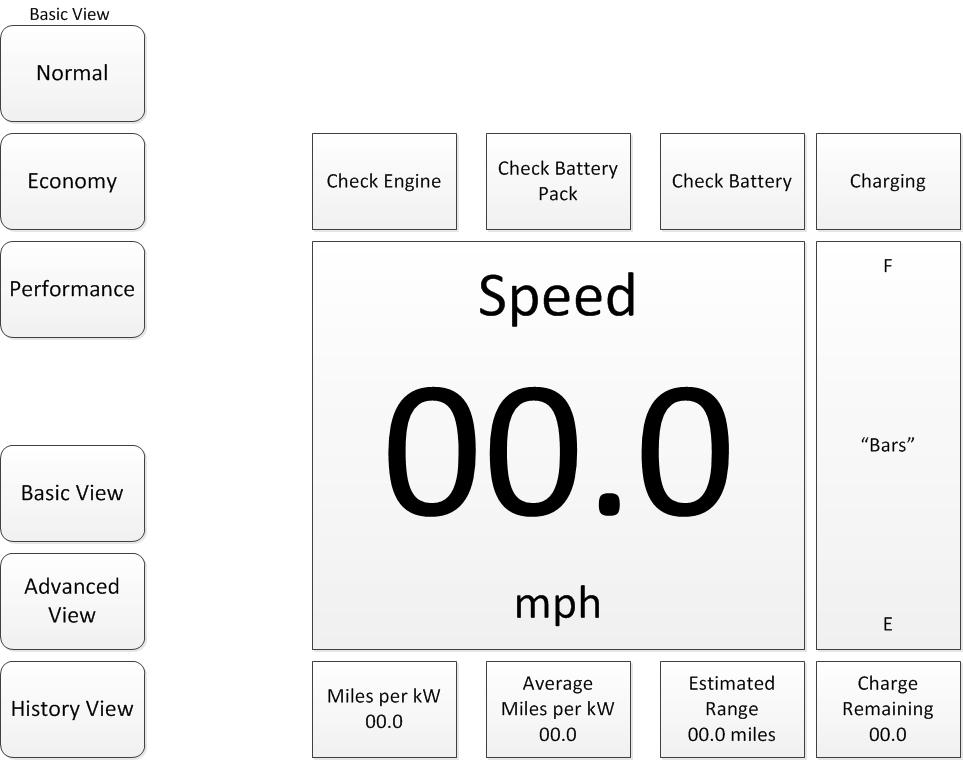 Basic View
Normal
Economy
Performance
Basic View
Advanced
View
History View
Check Engine
Check Battery
Pack
Check Battery
Charging
Speed
00.0
mph
F
“Bars”
E
Miles per kW
00.0
Average
Miles per kW
00.0
Estimated
Range
00.0 miles
Charge
Remaining
00.0